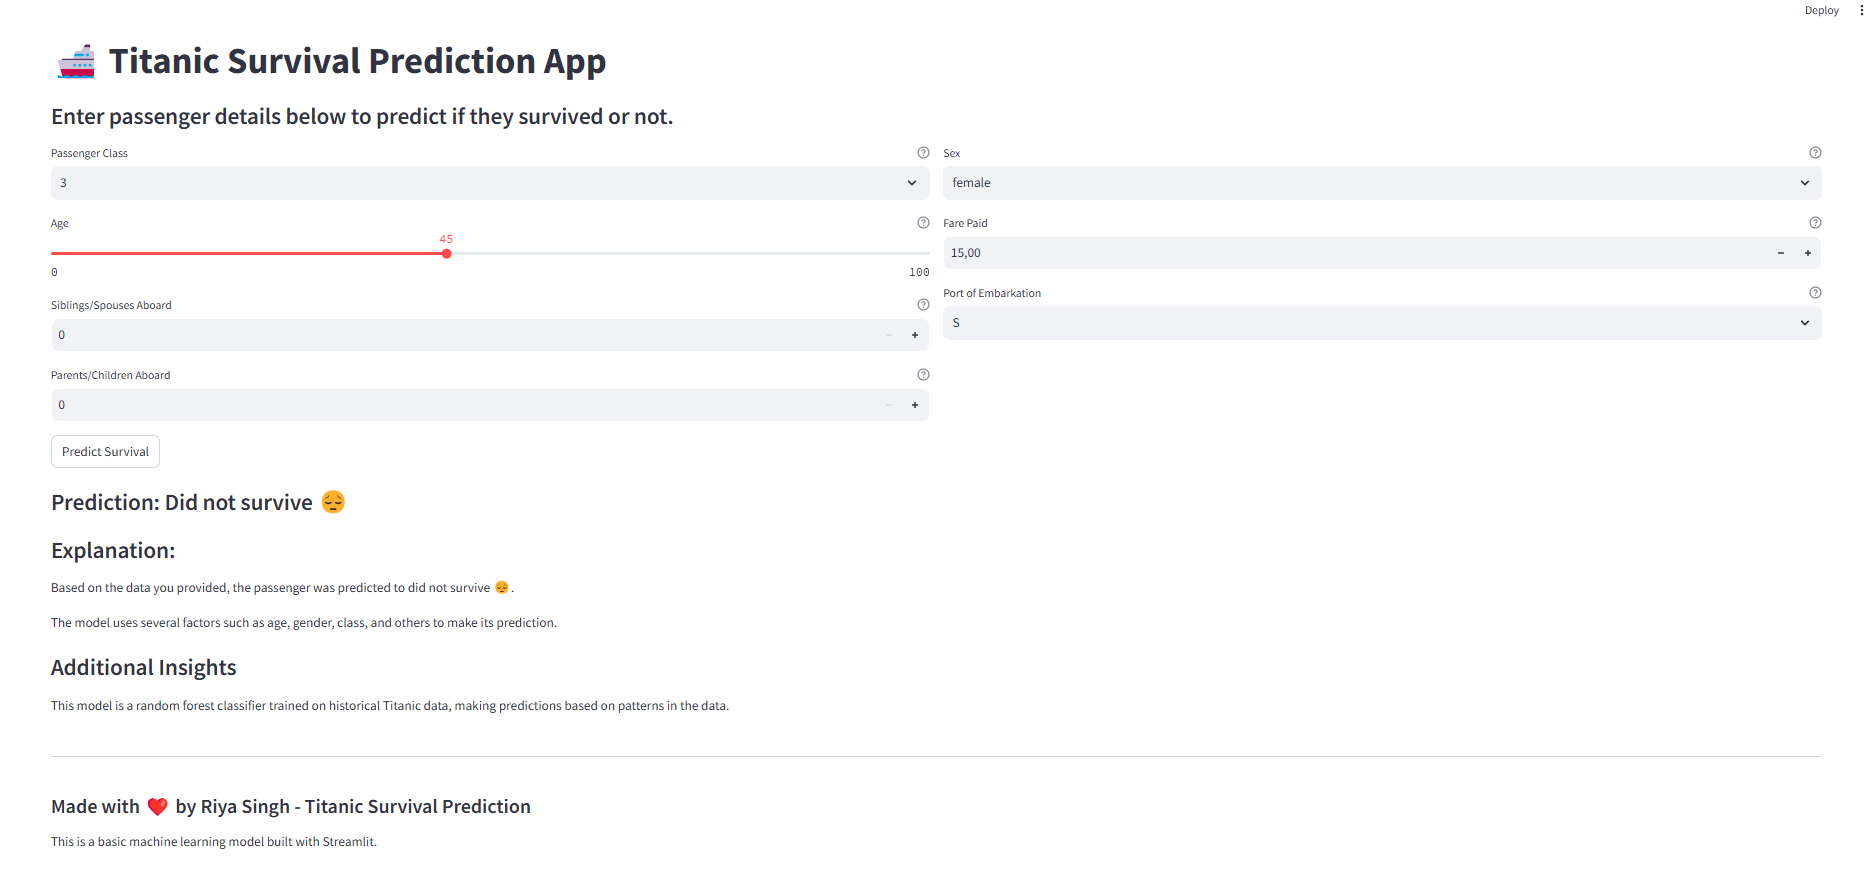 Deploy
Titanic Survival Prediction App
Enter passenger details below to predict if they survived or not.
Passenger Class
3
Sex
female
Age
45
0
100
Fare Paid
15,00
Siblings/Spouses Aboard
0
Port of Embarkation
S
Parents/Children Aboard
0
Predict Survival
Prediction: Did not survive 😔
Explanation:
Based on the data you provided, the passenger was predicted to did not survive 😔.
The model uses several factors such as age, gender, class, and others to make its prediction.
Additional Insights
This model is a random forest classifier trained on historical Titanic data, making predictions based on patterns in the data.
Made with ❤️ by Riya Singh - Titanic Survival Prediction
This is a basic machine learning model built with Streamlit.